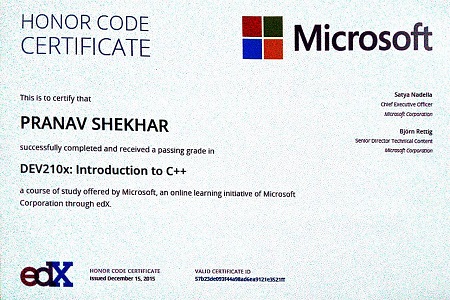 HONOR CODE
CERTIFICATE
Microsoft
This is to certify that
PRANAV SHEKHAR
successfully completed and received a passing grade in
DEV210x: Introduction to C++
a course of study offered by Microsoft, an online learning initiative of Microsoft
Corporation through edX.
Satya Nadella
Chief Executive Officer
Microsoft Corporation
Björn Rettig
Senior Director Technical Content
Microsoft Corporation
edX
HONOR CODE CERTIFICATE
Issued December 15, 2015
VALID CERTIFICATE ID